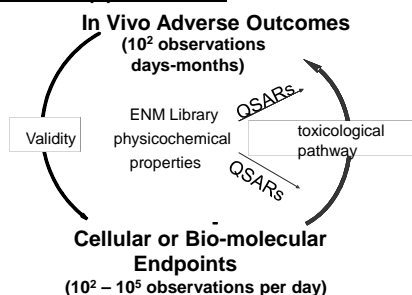 In Vivo Adverse Outcomes
(10² observations
days-months)
QSARs
ENM Library
physicochemical
properties
Validity
toxicological
pathway
QSARs
Cellular or Bio-molecular
Endpoints
(10² – 10⁵ observations per day)